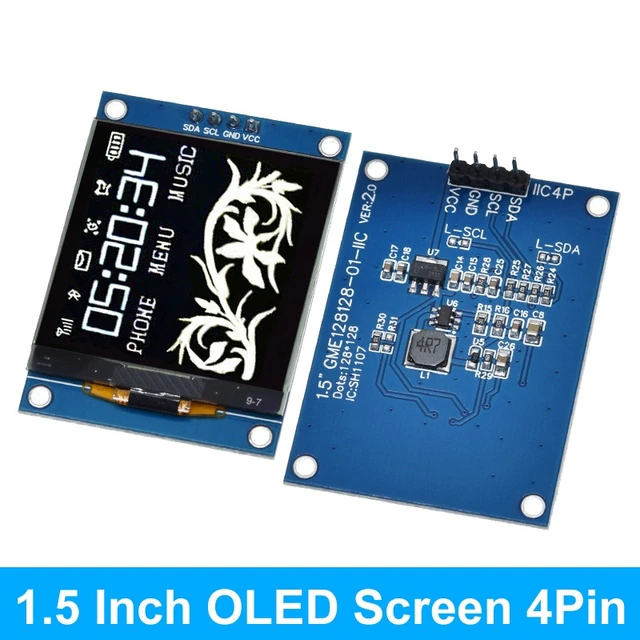 SDA SCL GND VCC
05:20:34
PHONE MENU MUSIC
9-7
IIC4P
VCC
GND
SCL
SDA
L-SCL
L-SDA
C17
C18
U7
C14
C15
R28
C25
R25
R27
R26
R24
U6
R15
R16
C16
C8
R30
R31
4R7
L1
U5
R29
C26
1.5" GME128128-01-IIC VER:2.0
Dots:128*128
IC:SH1107
1.5 Inch OLED Screen 4Pin